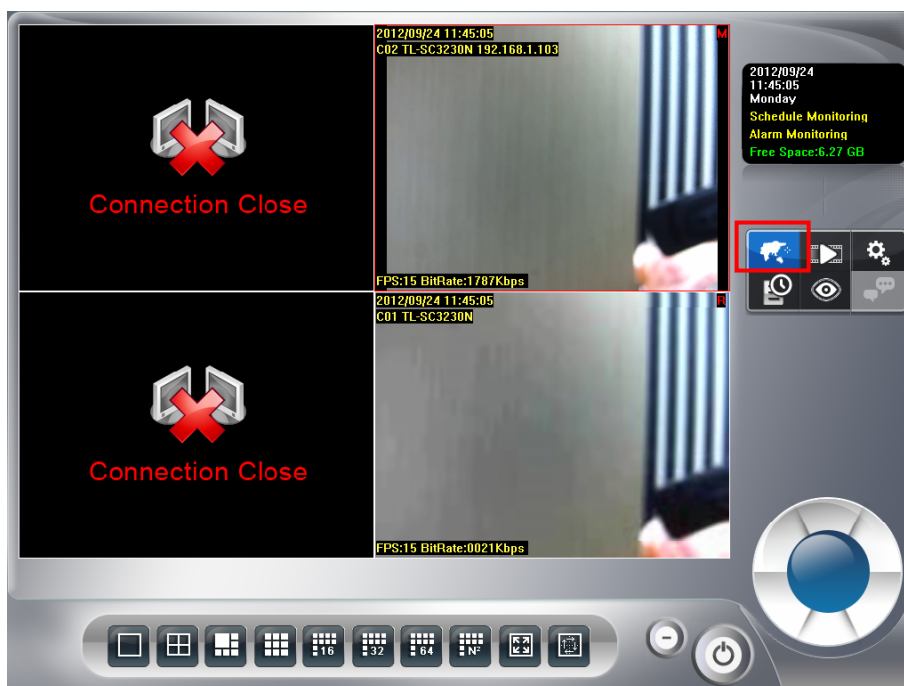 Connection Close
2012/09/24 11:45:05
M
C02 TL-SC3230N 192.168.1.103
FPS:15 BitRate:1787Kbps
Connection Close
2012/09/24 11:45:05
R
C01 TL-SC3230N
FPS:15 BitRate:0021Kbps
2012/09/24
11:45:05
Monday
Schedule Monitoring
Alarm Monitoring
Free Space:6.27 GB
16
32
64
N²